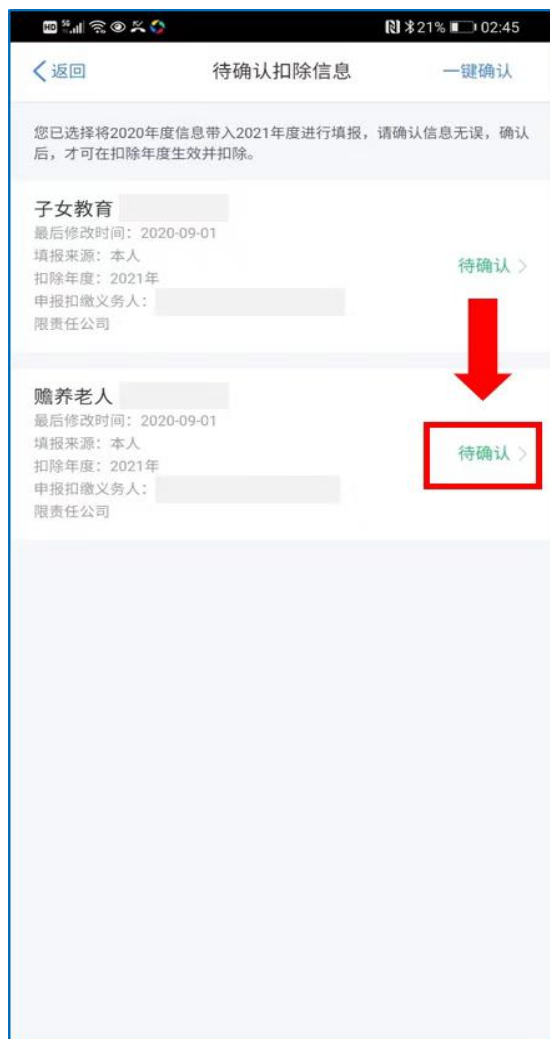 HD 5G 21% 02:45
返回 待确认扣除信息 一键确认
您已选择将2020年度信息带入2021年度进行填报，请确认信息无误，确认
后，才可在扣除年度生效并扣除。
子女教育
最后修改时间：2020-09-01
填报来源：本人
扣除年度：2021年
申报扣缴义务人：
限责任公司
待确认
赡养老人
最后修改时间：2020-09-01
填报来源：本人
扣除年度：2021年
申报扣缴义务人：
限责任公司
待确认